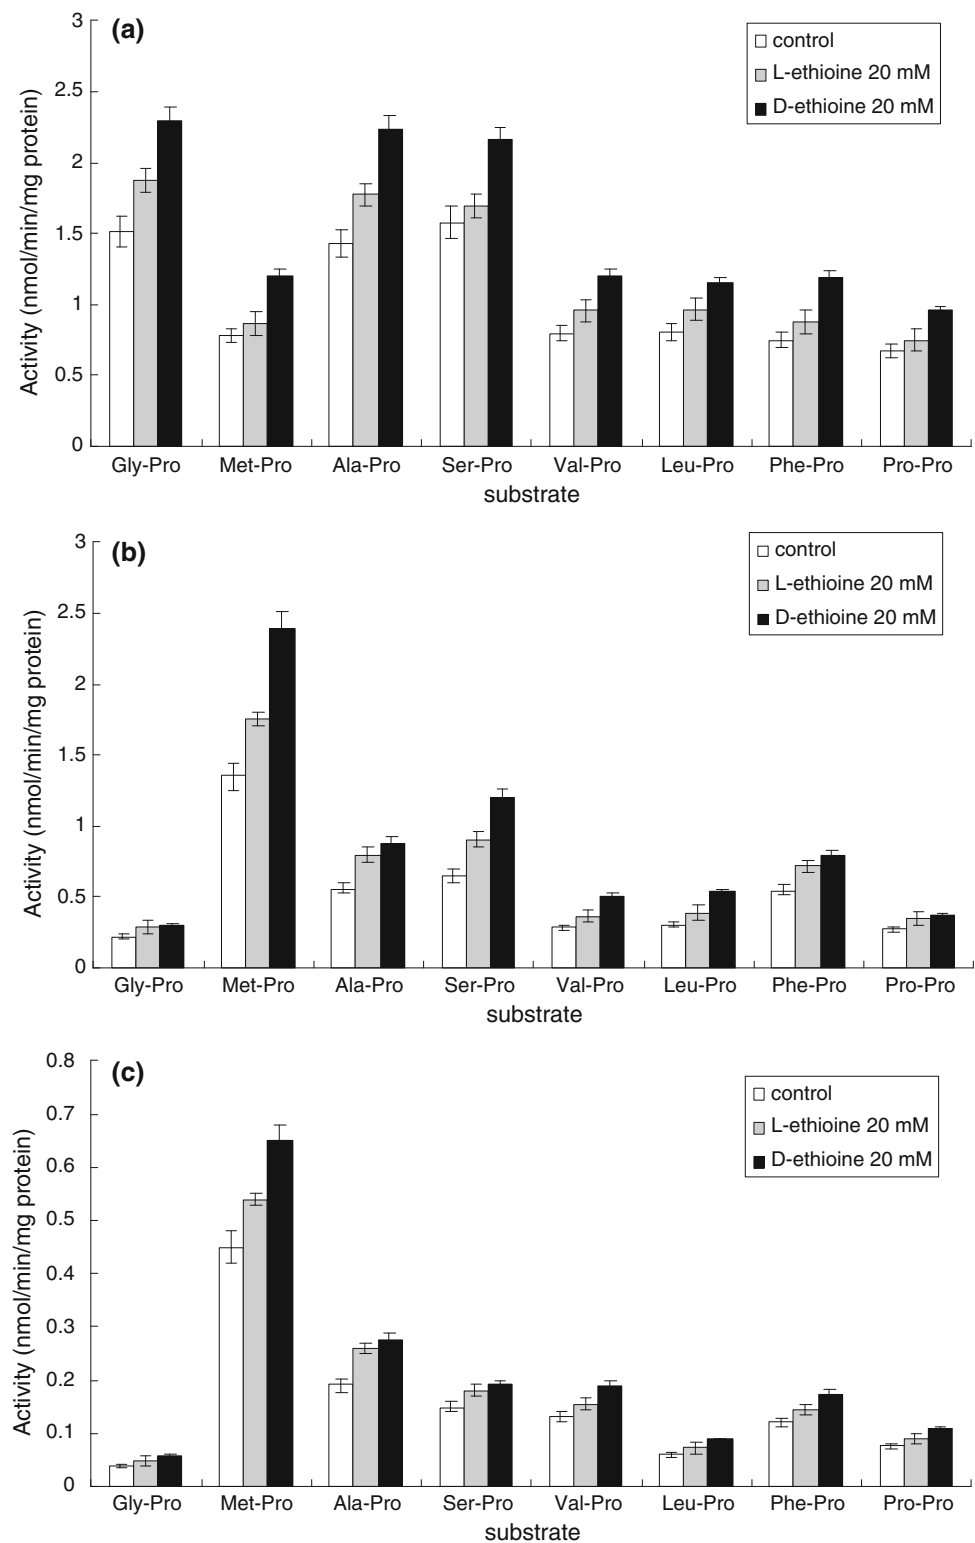 (a)
control
L-ethioine 20 mM
D-ethioine 20 mM
Activity (nmol/min/mg protein)
3
2.5
2
1.5
1
0.5
0
Gly-Pro Met-Pro Ala-Pro Ser-Pro Val-Pro Leu-Pro Phe-Pro Pro-Pro
substrate
(b)
control
L-ethioine 20 mM
D-ethioine 20 mM
Activity (nmol/min/mg protein)
3
2.5
2
1.5
1
0.5
0
Gly-Pro Met-Pro Ala-Pro Ser-Pro Val-Pro Leu-Pro Phe-Pro Pro-Pro
substrate
(c)
control
L-ethioine 20 mM
D-ethioine 20 mM
Activity (nmol/min/mg protein)
0.8
0.7
0.6
0.5
0.4
0.3
0.2
0.1
0
Gly-Pro Met-Pro Ala-Pro Ser-Pro Val-Pro Leu-Pro Phe-Pro Pro-Pro
substrate